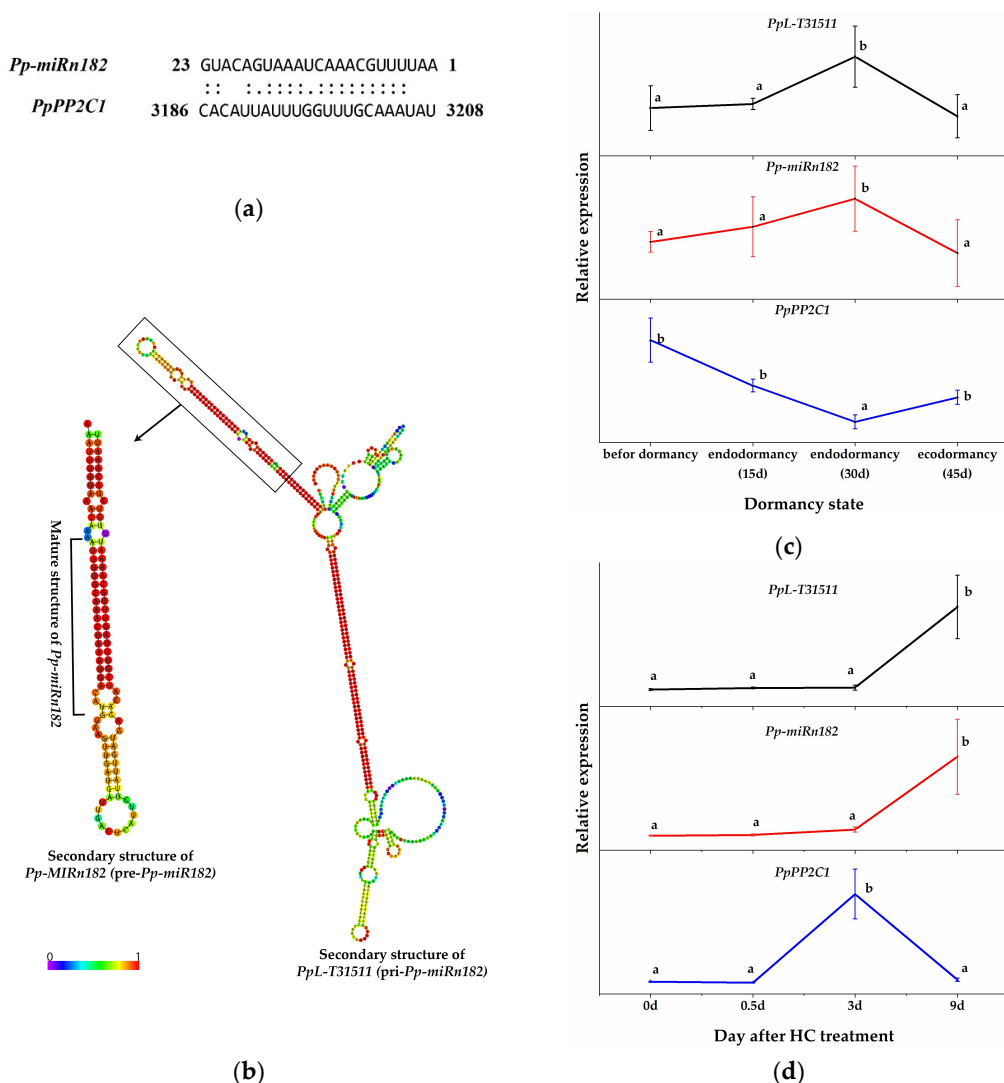 Pp-miRn182 23 GUACAGUAAAUCAAACGUUUUAA 1
:: :.::::.::::::::::
PpPP2C1 3186 CACAUUAUUUGGUUUGCAAAUAU 3208
(a)
Mature structure of Pp-miRn182
Secondary structure of
Pp-MIRn182 (pre-Pp-miR182)
0 1
Secondary structure of
PpL-T31511 (pri-Pp-miRn182)
(b)
Relative expression
PpL-T31511
a a b a
Pp-miRn182
a a b a
PpPP2C1
b b a b
befor dormancy endodormancy endodormancy ecodormancy
(15d) (30d) (45d)
Dormancy state
(c)
Relative expression
PpL-T31511
a a a b
Pp-miRn182
a a a b
PpPP2C1
a a b a
0d 0.5d 3d 9d
Day after HC treatment
(d)